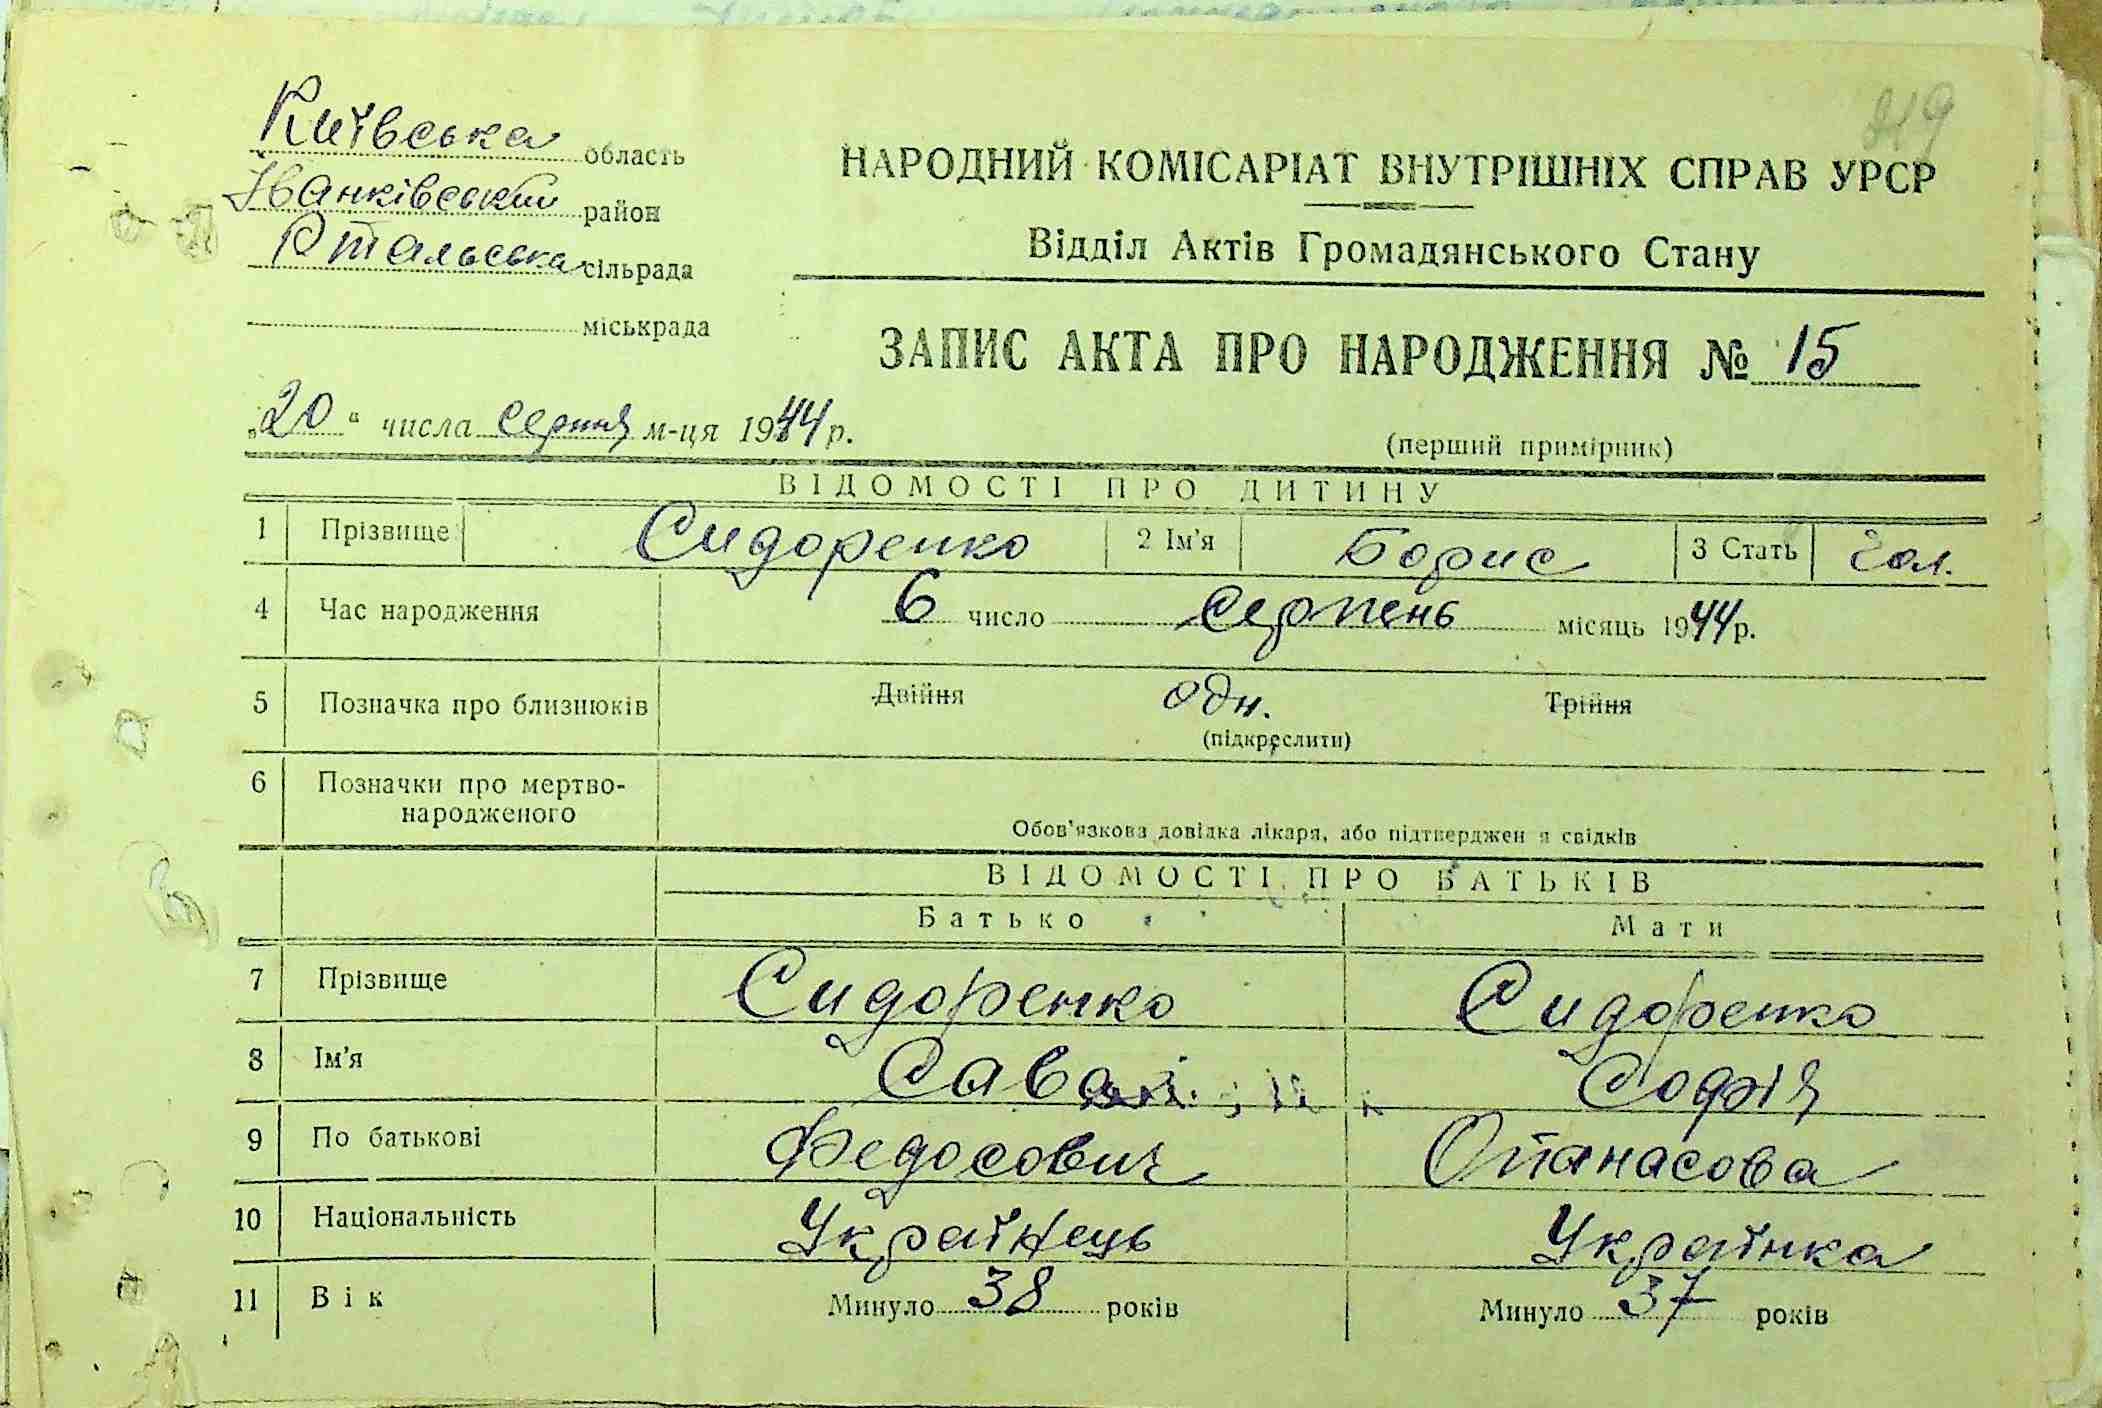 Київська область
Іванківський район
сільрада
міськрада
НАРОДНИЙ КОМІСАРІАТ ВНУТРІШНІХ СПРАВ УРСР
Відділ Актів Громадянського Стану
ЗАПИС АКТА ПРО НАРОДЖЕННЯ № 15
„20“ числа серпня м-ця 1944 р.
(перший примірник)
ВІДОМОСТІ ПРО ДИТИНУ
1 Прізвище Сидоренко 2 Ім'я Борис 3 Стать чол.
4 Час народження 6 число серпень місяць 1944 р.
5 Позначка про близнюків Двійня одн. Трійня
(підкреслити)
6 Позначки про мертво-
народженого
Обов'язкова довідка лікаря, або підтвердження свідків
ВІДОМОСТІ ПРО БАТЬКІВ
Батько Мати
7 Прізвище Сидоренко Сидоренко
8 Ім'я Сава Софія
9 По батькові Федосович Опанасова
10 Національність Українець Українка
11 Вік Минуло 38 років Минуло 37 років